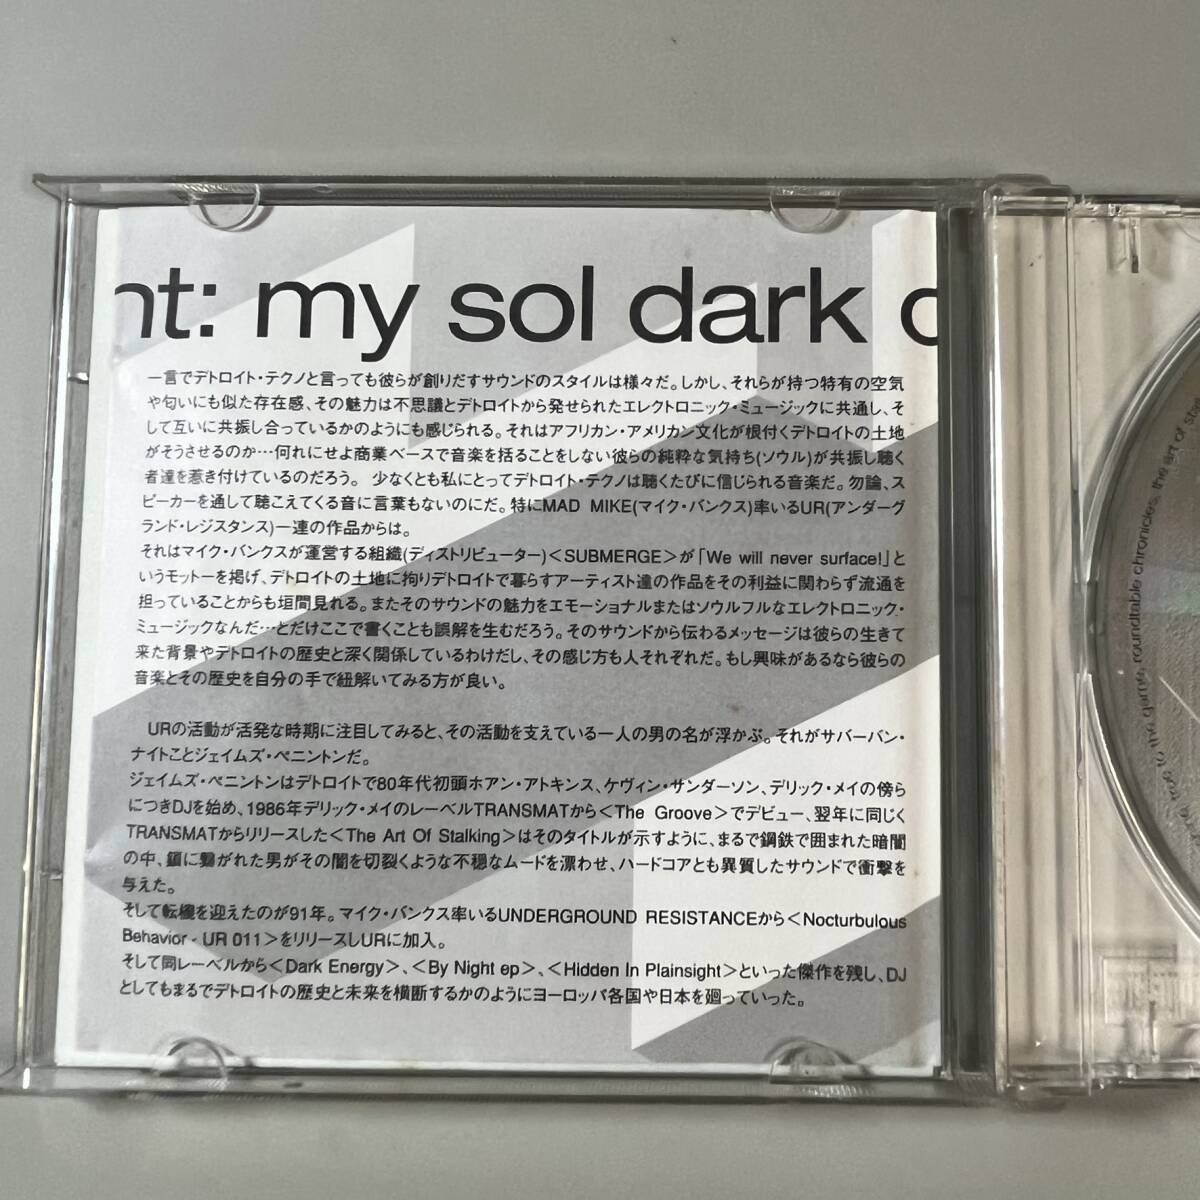 nt: my sol dark
一言でデトロイト・テクノと言っても彼らが創りだすサウンドのスタイルは様々だ。しかし、それらが持つ特有の空気
や匂いにも似た存在感、その魅力は不思議とデトロイトから発せられたエレクトロニック・ミュージックに共通し、そ
して互いに共振し合っているかのようにも感じられる。それはアフリカン・アメリカン文化が根付くデトロイトの土地
がそうさせるのか…何れにせよ商業ベースで音楽を括ることをしない彼らの純粋な気持ち(ソウル)が共振し聴く
者達を惹き付けているのだろう。 少なくとも私にとってデトロイト・テクノは聴くたびに信じられる音楽だ。勿論、ス
ピーカーを通して聴こえてくる音に言葉もないのにだ。特にMAD MIKE(マイク・バンクス)率いるUR(アンダーグ
ランド・レジスタンス)一連の作品からは。
それはマイク・バンクスが運営する組織(ディストリビューター)<SUBMERGE>が「We will never surface!」と
いうモットーを掲げ、デトロイトの土地に拘りデトロイトで暮らすアーティスト達の作品をその利益に関わらず流通を
担っていることからも垣間見れる。またそのサウンドの魅力をエモーショナルまたはソウルフルなエレクトロニック・
ミュージックなんだ…とだけここで書くことも誤解を生むだろう。そのサウンドから伝わるメッセージは彼らの生きて
来た背景やデトロイトの歴史と深く関係しているわけだし、その感じ方も人それぞれだ。もし興味があるなら彼らの
音楽とその歴史を自分の手で紐解いてみる方が良い。
URの活動が活発な時期に注目してみると、その活動を支えている一人の男の名が浮かぶ。それがサバーバン・
ナイトことジェイムズ・ペニントンだ。
ジェイムズ・ペニントンはデトロイトで80年代初頭ホアン・アトキンス、ケヴィン・サンダーソン、デリック・メイの傍ら
につきDJを始め、1986年デリック・メイのレーベルTRANSMATから<The Groove>でデビュー、翌年に同じく
TRANSMATからリリースした<The Art Of Stalking>はそのタイトルが示すように、まるで鋼鉄で囲まれた暗闇
の中、鎖に繋がれた男がその闇を切裂くような不穏なムードを漂わせ、ハードコアとも異質したサウンドで衝撃を
与えた。
そして転機を迎えたのが91年。マイク・バンクス率いるUNDERGROUND RESISTANCEから<Nocturbulous
Behavior - UR 011>をリリースしURに加入。
そして同レーベルから<Dark Energy>、<By Night ep>、<Hidden In Plainsight>といった傑作を残し、DJ
としてもまるでデトロイトの歴史と未来を横断するかのようにヨーロッパ各国や日本を廻っていった。
to the game, roundtable chronicles, the art of